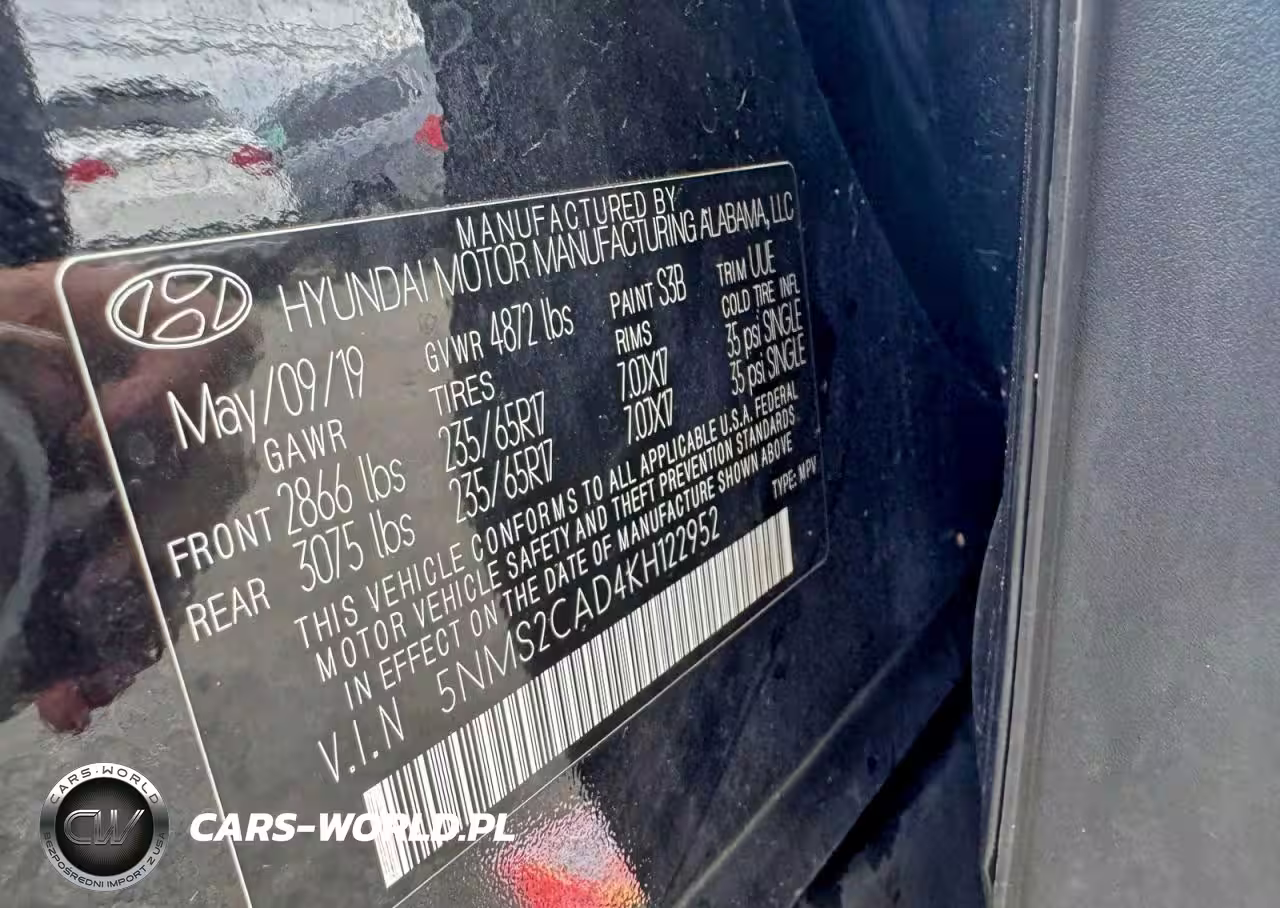 MANUFACTURED BY
HYUNDAI MOTOR MANUFACTURING ALABAMA, LLC
May/09/19 GVWR 4872 lbs PAINT S3B TRIM UUE
GAWR TIRES RIMS COLD TIRE INFL
FRONT 2866 lbs 235/65R17 7.0JX17 35 psi SINGLE
REAR 3075 lbs 235/65R17 7.0JX17 35 psi SINGLE
THIS VEHICLE CONFORMS TO ALL APPLICABLE U.S.A. FEDERAL
MOTOR VEHICLE SAFETY AND THEFT PREVENTION STANDARDS
IN EFFECT ON THE DATE OF MANUFACTURE SHOWN ABOVE
V.I.N 5NMS2CAD4KH122952 TYPE: MPV
CARS-WORLD
CW
BEZPOŚREDNI IMPORT Z USA
CARS-WORLD.PL